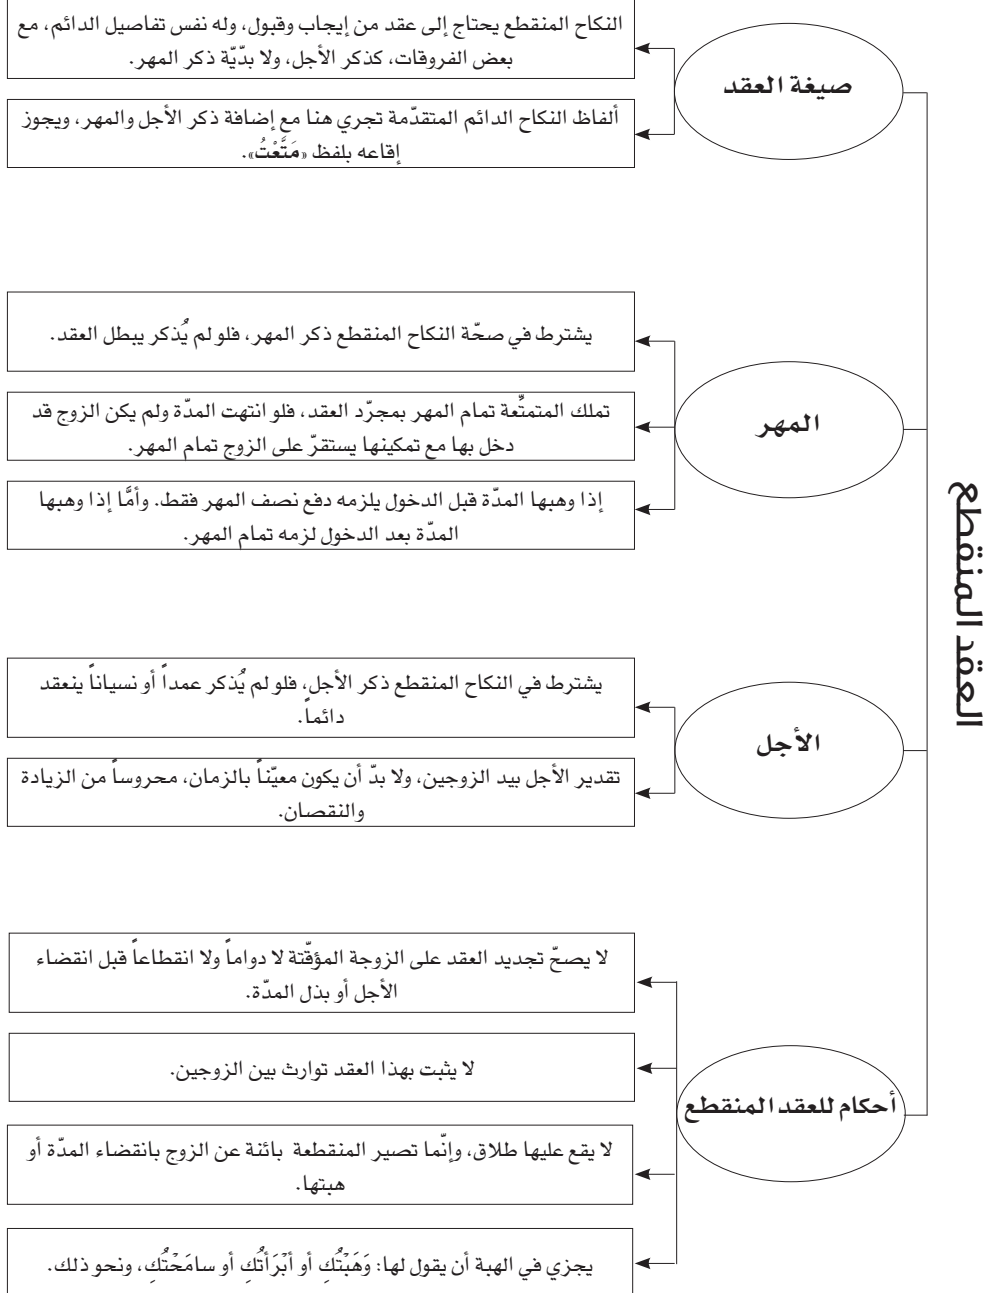 العقد المنقطع
صيغة العقد
النكاح المنقطع يحتاج إلى عقد من إيجاب وقبول، وله نفس تفاصيل الدائم، مع
بعض الفروقات، كذكر الأجل، ولا بدّيّة ذكر المهر.
ألفاظ النكاح الدائم المتقدّمة تجري هنا مع إضافة ذكر الأجل والمهر، ويجوز
إقاعه بلفظ «مَتَّعْتُ».
المهر
يشترط في صحّة النكاح المنقطع ذكر المهر، فلو لم يُذكر يبطل العقد.
تملك المتمتِّعة تمام المهر بمجرّد العقد، فلو انتهت المدّة ولم يكن الزوج قد
دخل بها مع تمكينها يستقرّ على الزوج تمام المهر.
إذا وهبها المدّة قبل الدخول يلزمه دفع نصف المهر فقط. وأمَّا إذا وهبها
المدّة بعد الدخول لزمه تمام المهر.
الأجل
يشترط في النكاح المنقطع ذكر الأجل، فلو لم يُذكر عمداً أو نسياناً ينعقد
دائماً.
تقدير الأجل بيد الزوجين، ولا بدّ أن يكون معيّناً بالزمان، محروساً من الزيادة
والنقصان.
أحكام للعقد المنقطع
لا يصحّ تجديد العقد على الزوجة المؤقّتة لا دواماً ولا انقطاعاً قبل انقضاء
الأجل أو بذل المدّة.
لا يثبت بهذا العقد توارث بين الزوجين.
لا يقع عليها طلاق، وإنّما تصير المنقطعة بائنة عن الزوج بانقضاء المدّة أو
هبتها.
يجزي في الهبة أن يقول لها: وَهَبْتُكِ أو أبْرَأتُكِ أو سامَحْتُكِ، ونحو ذلك.